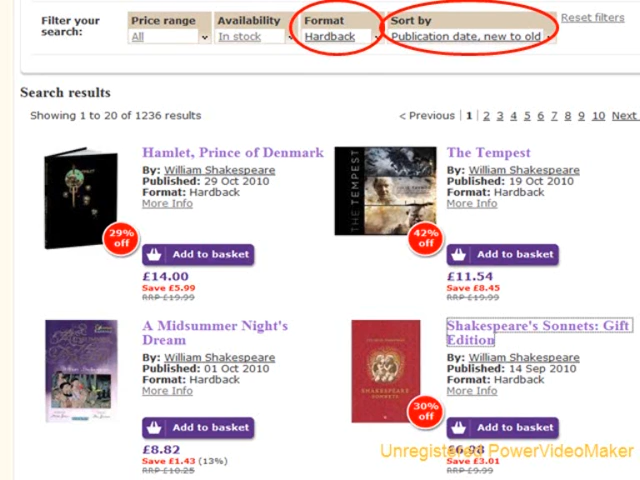 Filter your search:
Price range
All
Availability
In stock
Format
Hardback
Sort by
Publication date, new to old
Reset filters
Search results
Showing 1 to 20 of 1236 results
< Previous | 1 | 2 3 4 5 6 7 8 9 10 Next
Hamlet, Prince of Denmark
By: William Shakespeare
Published: 29 Oct 2010
Format: Hardback
More Info
29% off
Add to basket
£14.00
Save £5.99
RRP £19.99
THE TEMPEST
The Tempest
By: William Shakespeare
Published: 19 Oct 2010
Format: Hardback
More Info
42% off
Add to basket
£11.54
Save £8.45
RRP £19.99
A Midsummer Night's
Dream
By: William Shakespeare
Published: 01 Oct 2010
Format: Hardback
More Info
Add to basket
£8.82
Save £1.43 (13%)
RRP £10.25
SHAKESPEARE
SONNETS
Shakespeare's Sonnets: Gift
Edition
By: William Shakespeare
Published: 14 Sep 2010
Format: Hardback
More Info
30% off
Add to basket
£6.98
Save £3.01
RRP £9.99
Unregistered PowerVideoMaker